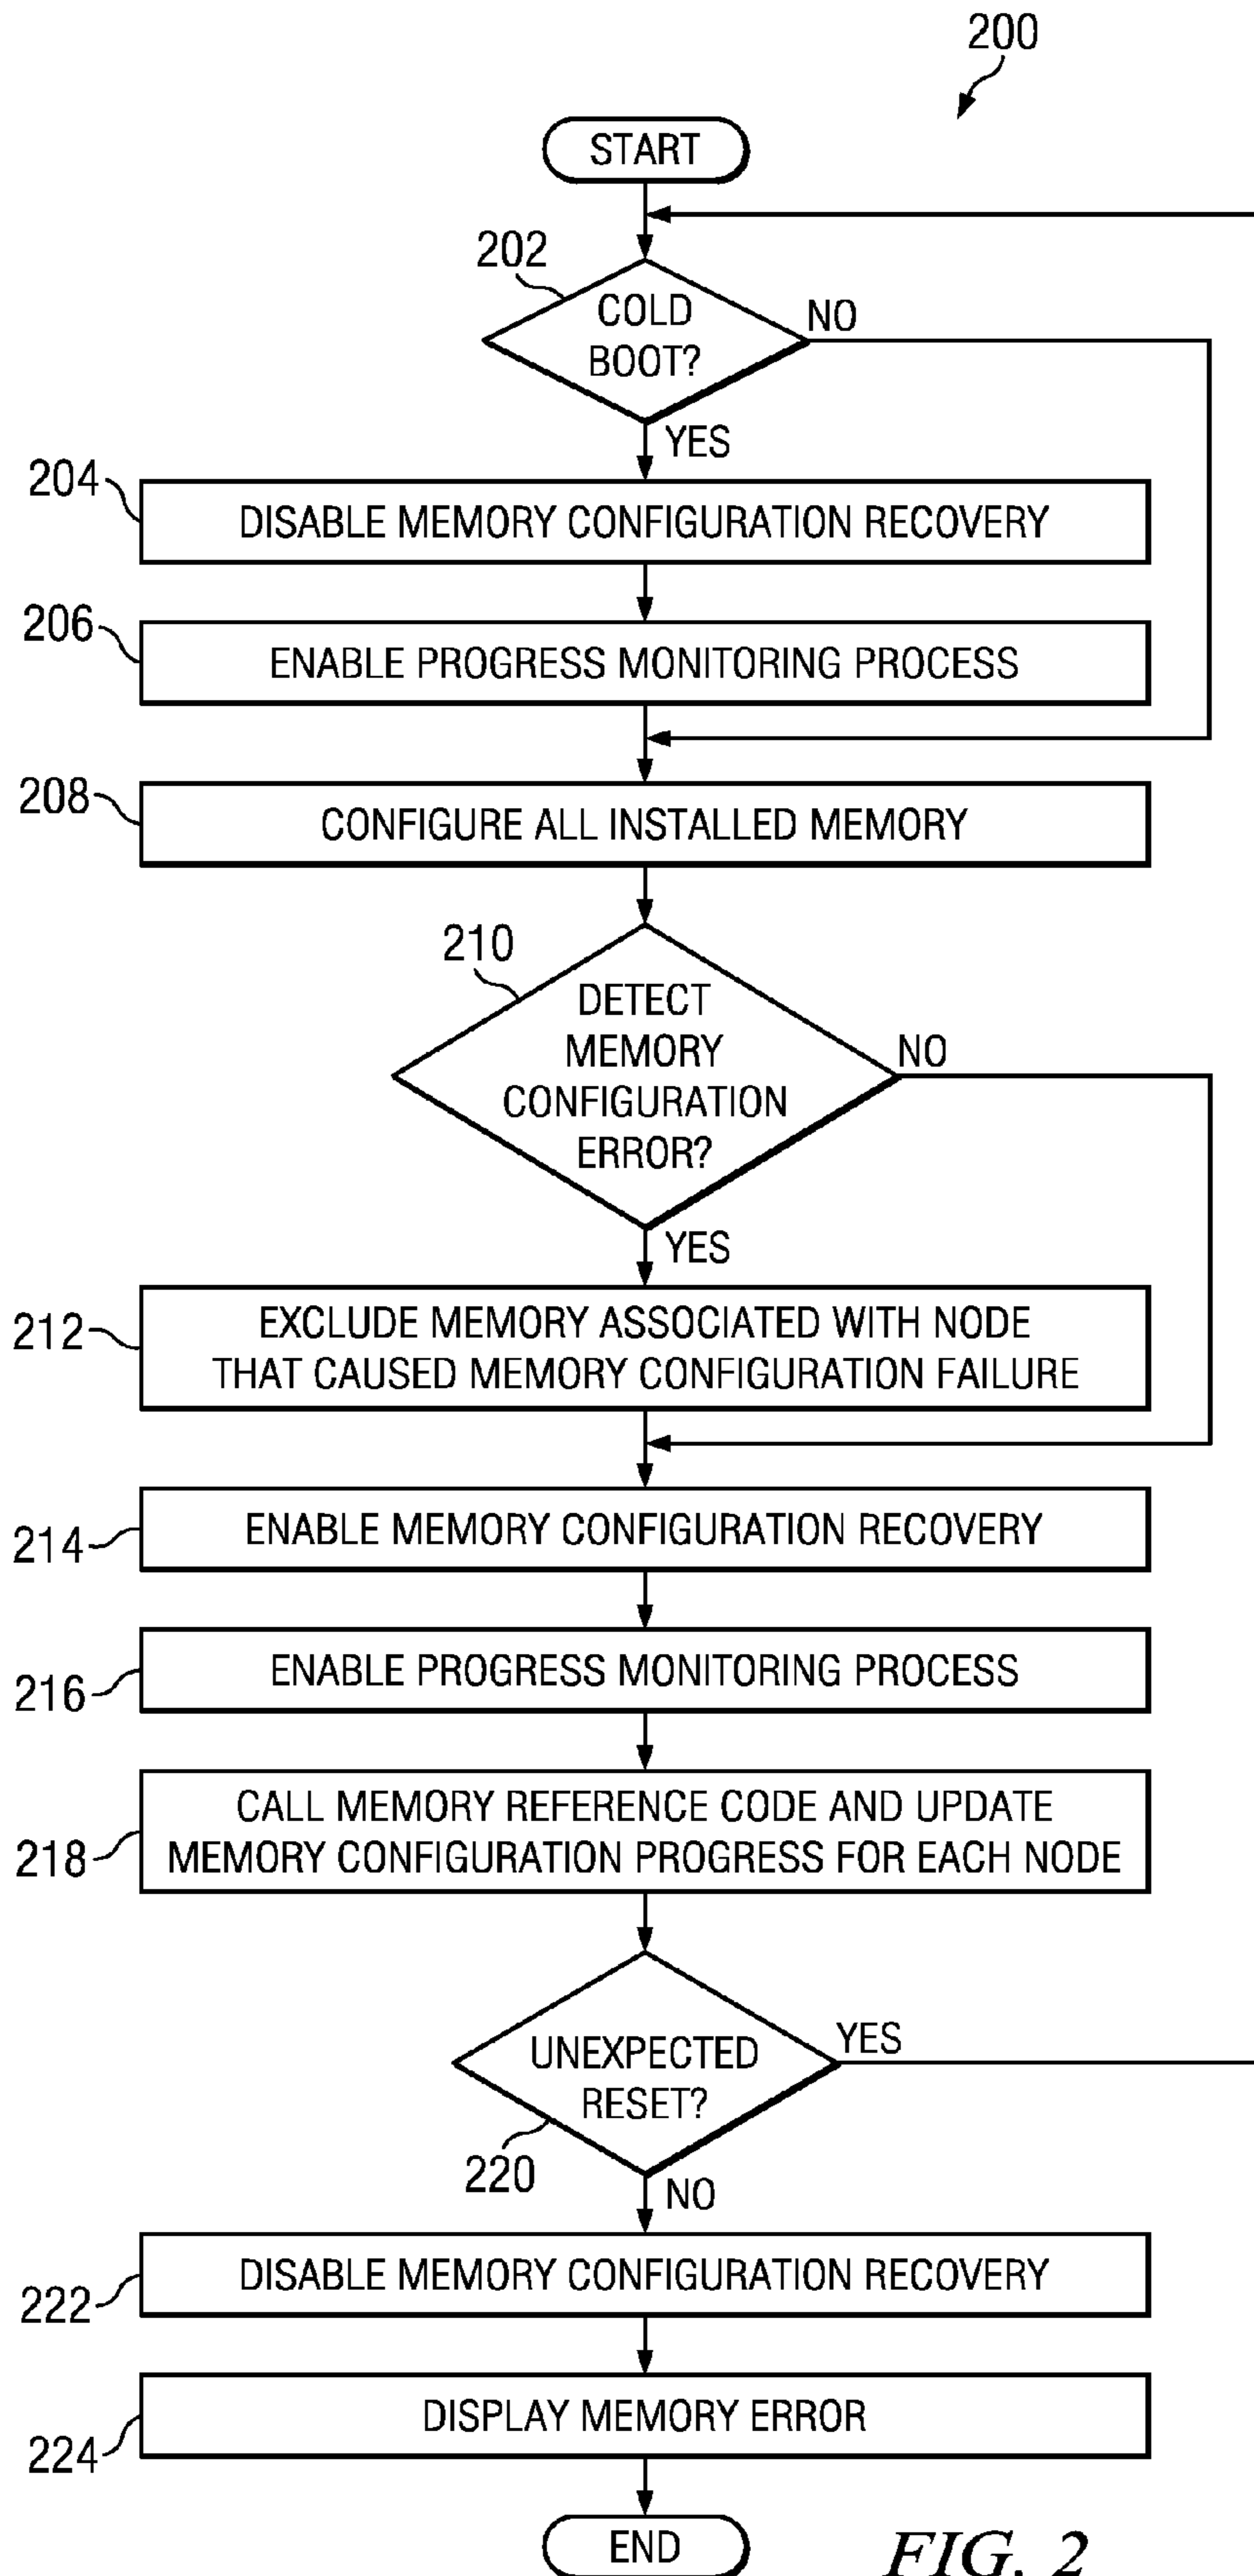 200
START
202
COLD
BOOT?
NO
YES
204
DISABLE MEMORY CONFIGURATION RECOVERY
206
ENABLE PROGRESS MONITORING PROCESS
208
CONFIGURE ALL INSTALLED MEMORY
210
DETECT
MEMORY
CONFIGURATION
ERROR?
NO
YES
212
EXCLUDE MEMORY ASSOCIATED WITH NODE
THAT CAUSED MEMORY CONFIGURATION FAILURE
214
ENABLE MEMORY CONFIGURATION RECOVERY
216
ENABLE PROGRESS MONITORING PROCESS
218
CALL MEMORY REFERENCE CODE AND UPDATE
MEMORY CONFIGURATION PROGRESS FOR EACH NODE
UNEXPECTED
RESET?
YES
220
NO
222
DISABLE MEMORY CONFIGURATION RECOVERY
224
DISPLAY MEMORY ERROR
END
FIG. 2